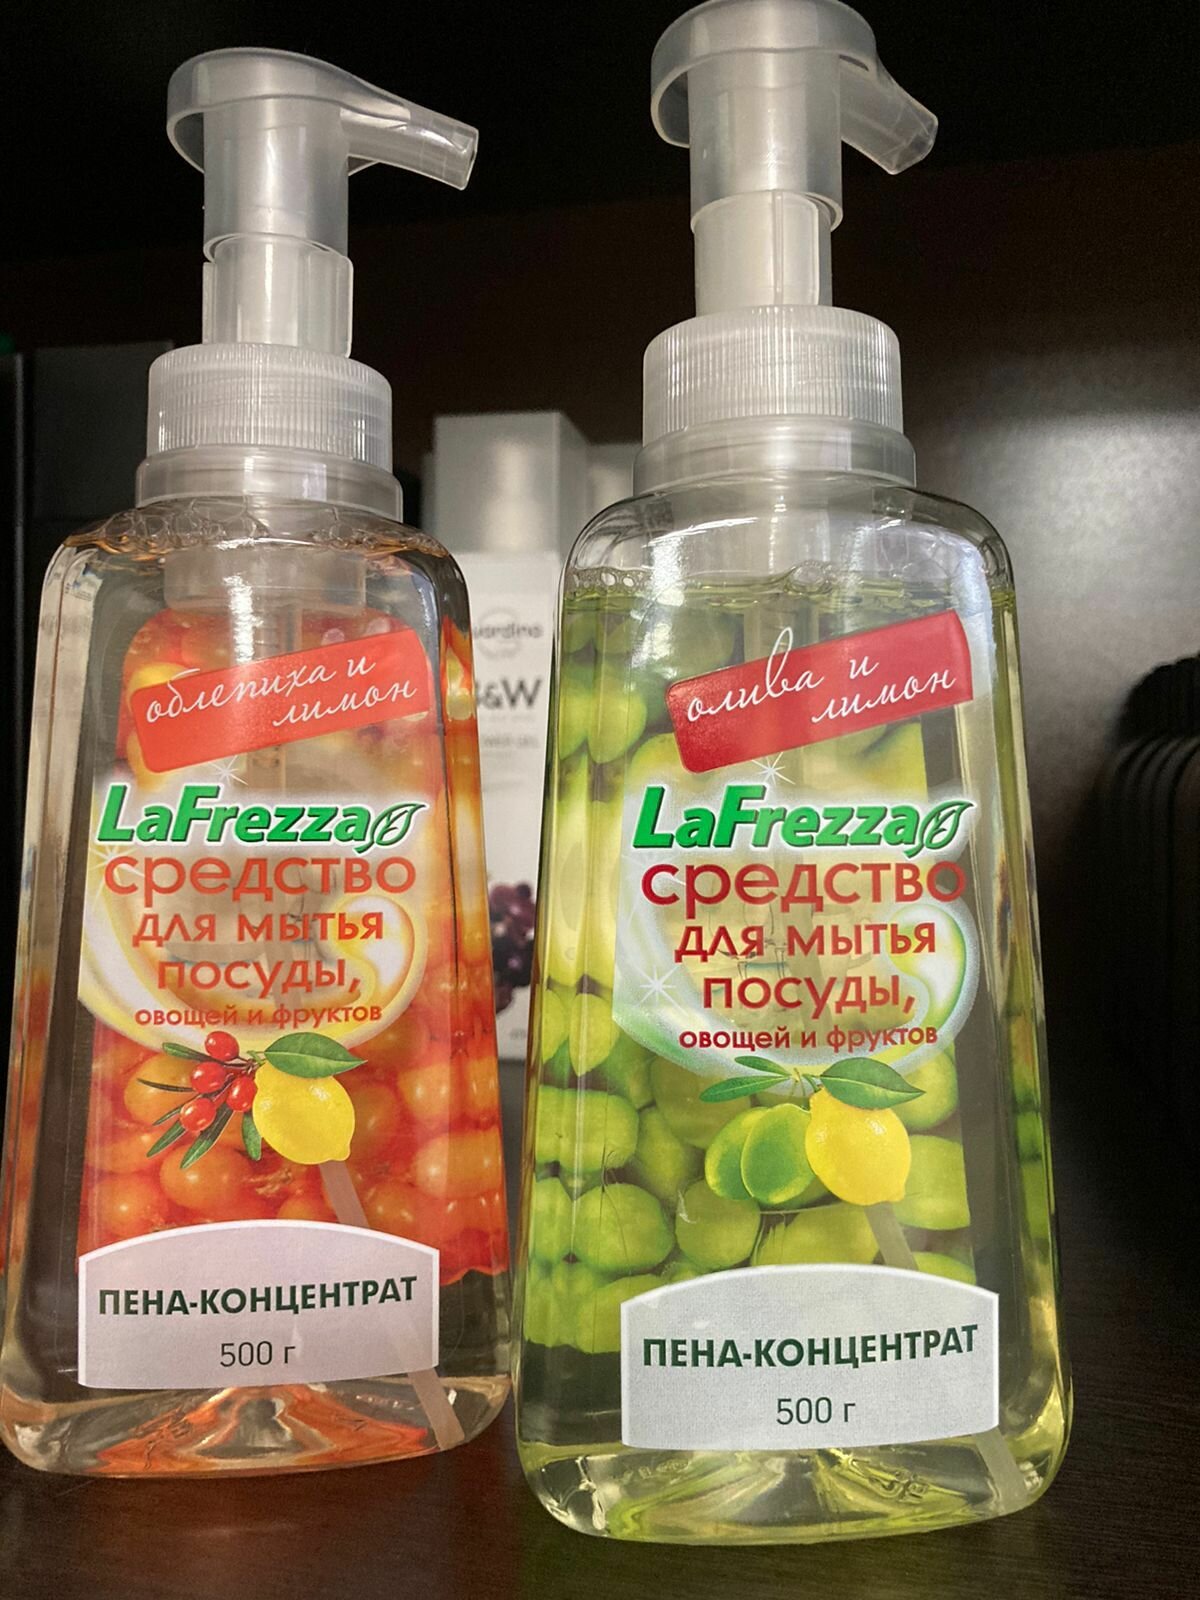 облепиха и
лимон
LaFrezza
средство
для мытья
посуды,
овощей и фруктов
ПЕНА-КОНЦЕНТРАТ
500 г
олива и
лимон
LaFrezza
средство
для мытья
посуды,
овощей и фруктов
ПЕНА-КОНЦЕНТРАТ
500 г
&W